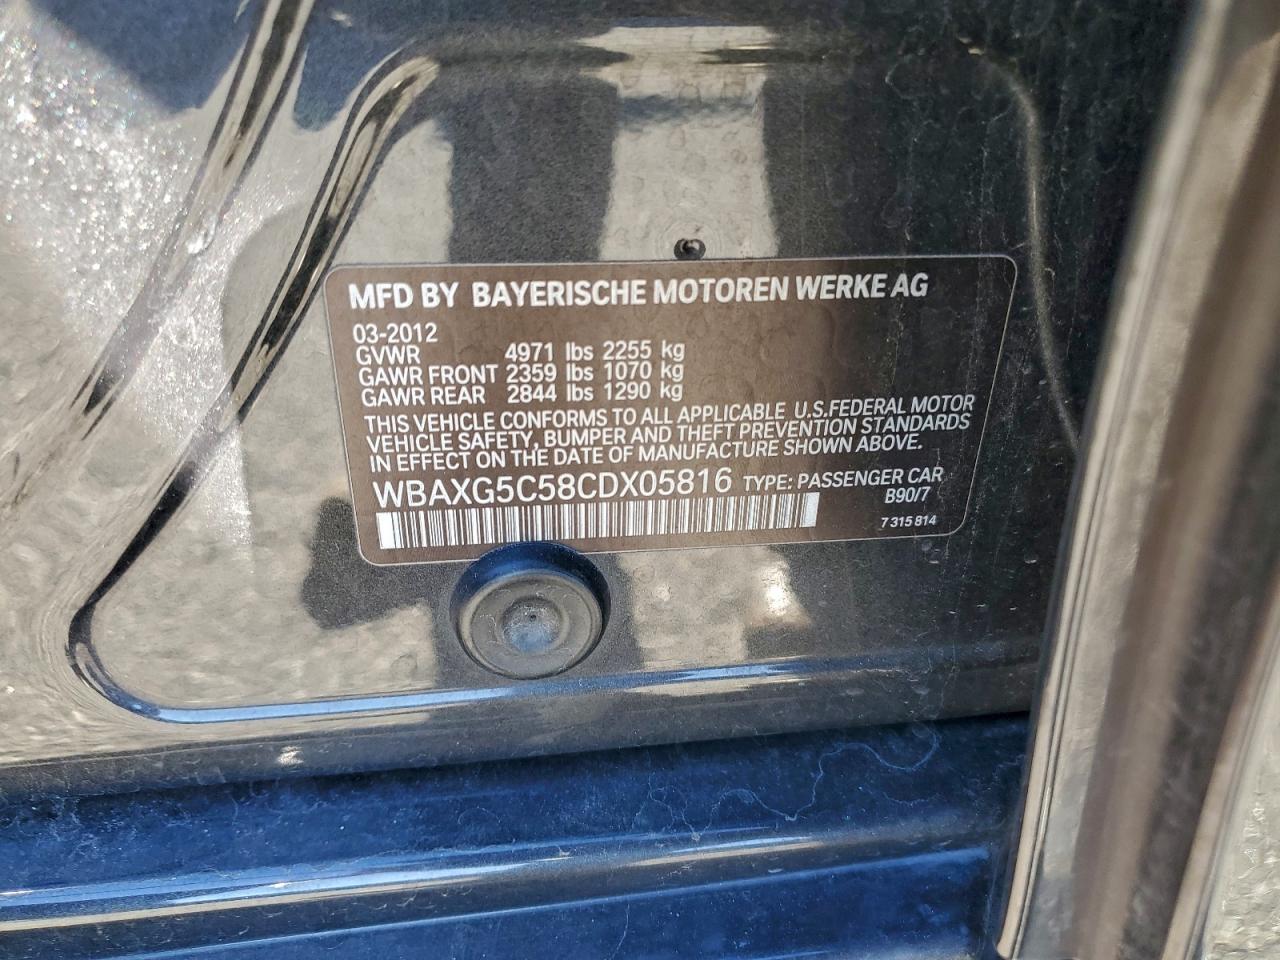 MFD BY BAYERISCHE MOTOREN WERKE AG
03-2012
GVWR 4971 lbs 2255 kg
GAWR FRONT 2359 lbs 1070 kg
GAWR REAR 2844 lbs 1290 kg
THIS VEHICLE CONFORMS TO ALL APPLICABLE U.S.FEDERAL MOTOR
VEHICLE SAFETY, BUMPER AND THEFT PREVENTION STANDARDS
IN EFFECT ON THE DATE OF MANUFACTURE SHOWN ABOVE.
WBAXG5C58CDX05816 TYPE: PASSENGER CAR
B90/7
7 315 814